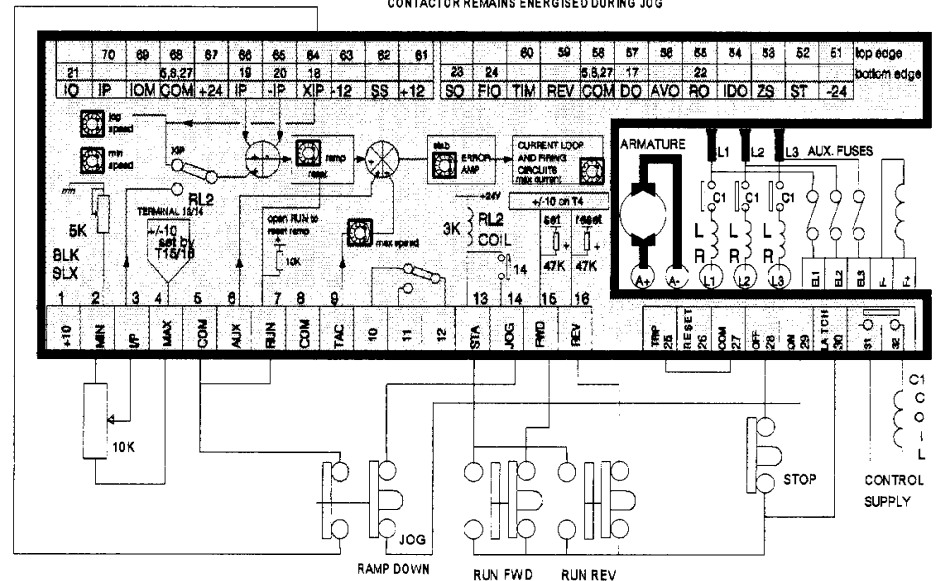 CONTACTOR REMAINS ENERGISED DURING JOG
70 69 68 67 66 65 64 63 62 61 60 59 58 57 56 55 54 53 52 51 top edge
21 5,8,27 19 20 18 23 24 5,8,27 17 22 bottom edge
IO IP IOM COM +24 IP -IP XIP -12 SS +12 SO FIO TIM REV COM DO AVO RO IDO ZS ST -24
jog speed
min speed
XIP
RL2
ramp
reset
stab
ERROR AMP
CURRENT LOOP AND FIRING CIRCUITS
max current
ARMATURE
L1 L2 L3 AUX. FUSES
C1 C1 C1
L R L R L R
5K
8LK
9LX
TERMINAL 15/16
+/-10
set by
T15/16
open RUN to
reset ramp
10K
max speed
+24V
3K
RL2
COIL
14
+/-10 on T4
set reset
47K 47K
A+ A- L1 L2 L3 EL1 EL2 EL3 F- F+
1 2 3 4 5 6 7 8 9 10 11 12 13 14 15 16
+10 MIN I/P MAX COM AUX RUN COM TAC STA JOG FWD REV
TRIP 25
RESET 26
COM 27
OFF 28
ON 29
LATCH 30
31 32
10K
JOG
RAMP DOWN
RUN FWD
RUN REV
STOP
C1
COIL
CONTROL
SUPPLY